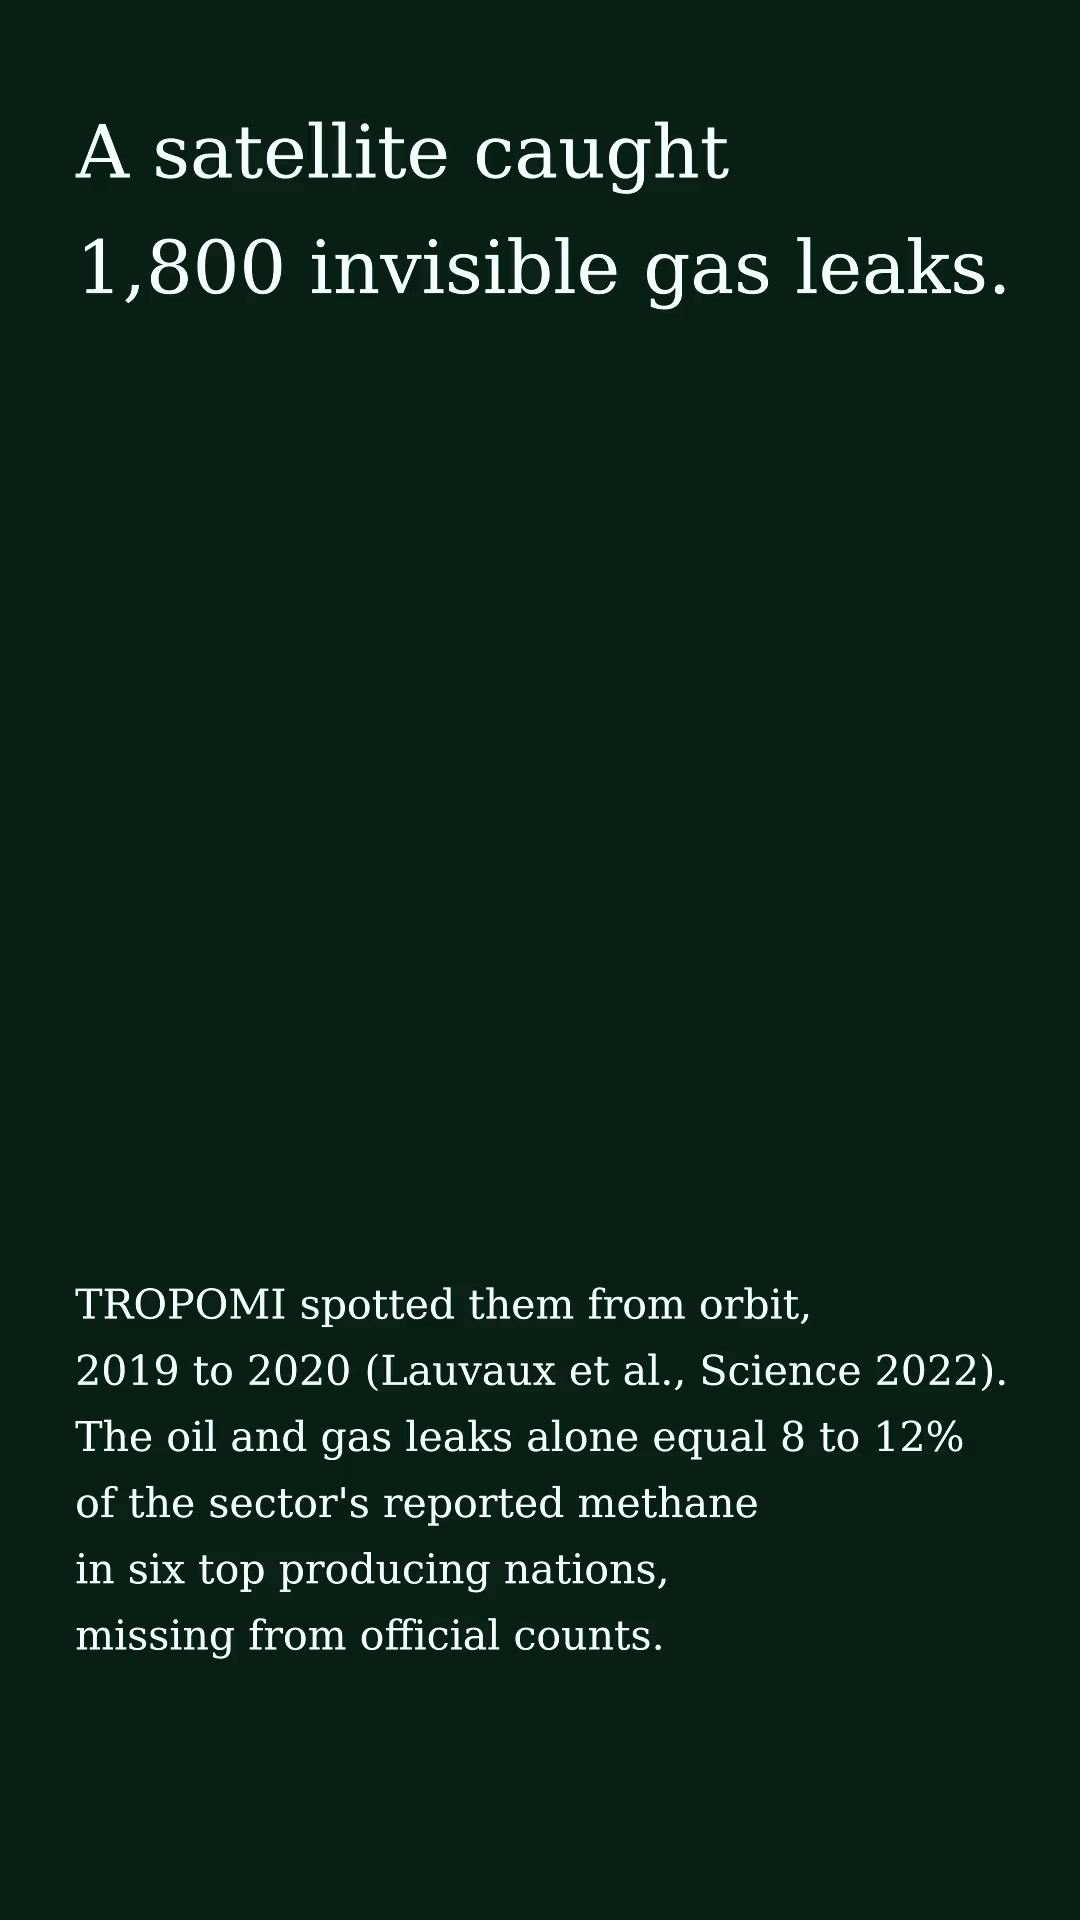 A satellite caught
1,800 invisible gas leaks.
TROPOMI spotted them from orbit,
2019 to 2020 (Lauvaux et al., Science 2022).
The oil and gas leaks alone equal 8 to 12%
of the sector's reported methane
in six top producing nations,
missing from official counts.